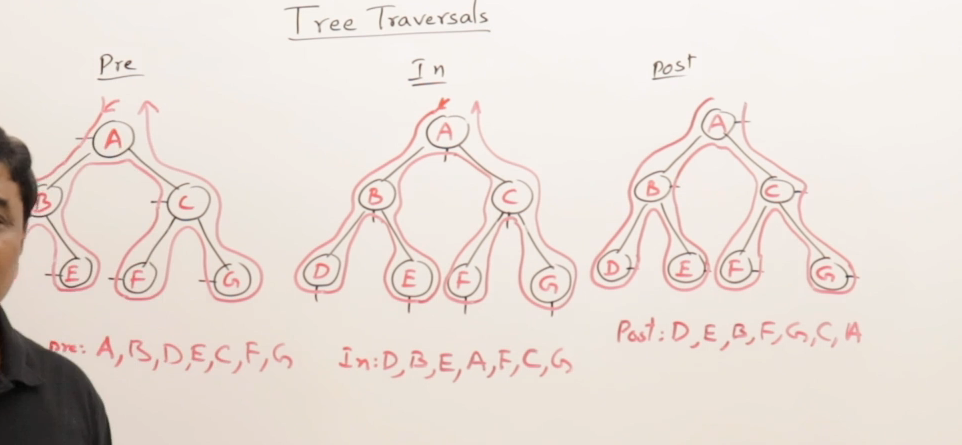 Tree Traversals
Pre
In
Post
A
B
C
E
F
G
A
B
C
D
E
F
G
A
B
C
D
E
F
G
pre: A, B, D, E, C, F, G
In: D, B, E, A, F, C, G
Post: D, E, B, F, G, C, A